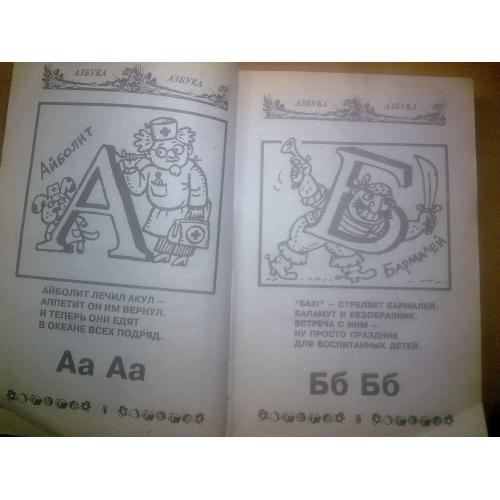 АЗБУКА АЗБУКА
Айболит
А
АЙБОЛИТ ЛЕЧИЛ АКУЛ —
АППЕТИТ ОН ИМ ВЕРНУЛ.
И ТЕПЕРЬ ОНИ ЕДЯТ
В ОКЕАНЕ ВСЕХ ПОДРЯД.
Аа Аа
4
АЗБУКА АЗБУКА
Б
Бармалей
"БАХ!" — СТРЕЛЯЕТ БАРМАЛЕЙ,
БАЛАМУТ И БЕЗОБРАЗНИК.
ВСТРЕЧА С НИМ —
НУ ПРОСТО ПРАЗДНИК
ДЛЯ ВОСПИТАННЫХ ДЕТЕЙ.
Бб Бб
5